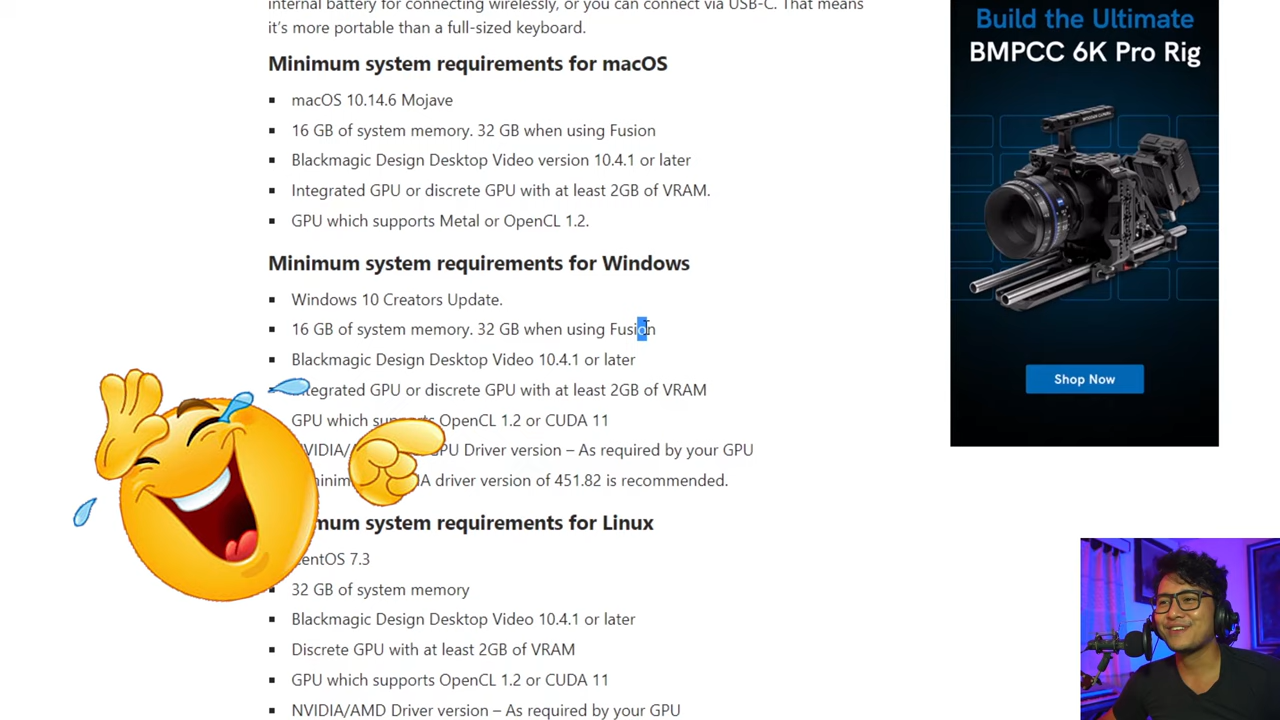 internal battery for connecting wirelessly, or you can connect via USB-C. That means
it's more portable than a full-sized keyboard.
Minimum system requirements for macOS
macOS 10.14.6 Mojave
16 GB of system memory. 32 GB when using Fusion
Blackmagic Design Desktop Video version 10.4.1 or later
Integrated GPU or discrete GPU with at least 2GB of VRAM.
GPU which supports Metal or OpenCL 1.2.
Minimum system requirements for Windows
Windows 10 Creators Update.
16 GB of system memory. 32 GB when using Fusion
Blackmagic Design Desktop Video 10.4.1 or later
Integrated GPU or discrete GPU with at least 2GB of VRAM
GPU which supports OpenCL 1.2 or CUDA 11
Driver version – As required by your GPU
driver version of 451.82 is recommended.
system requirements for Linux
CentOS 7.3
32 GB of system memory
Blackmagic Design Desktop Video 10.4.1 or later
Discrete GPU with at least 2GB of VRAM
GPU which supports OpenCL 1.2 or CUDA 11
NVIDIA/AMD Driver version – As required by your GPU
Build the Ultimate
BMPCC 6K Pro Rig
Shop Now